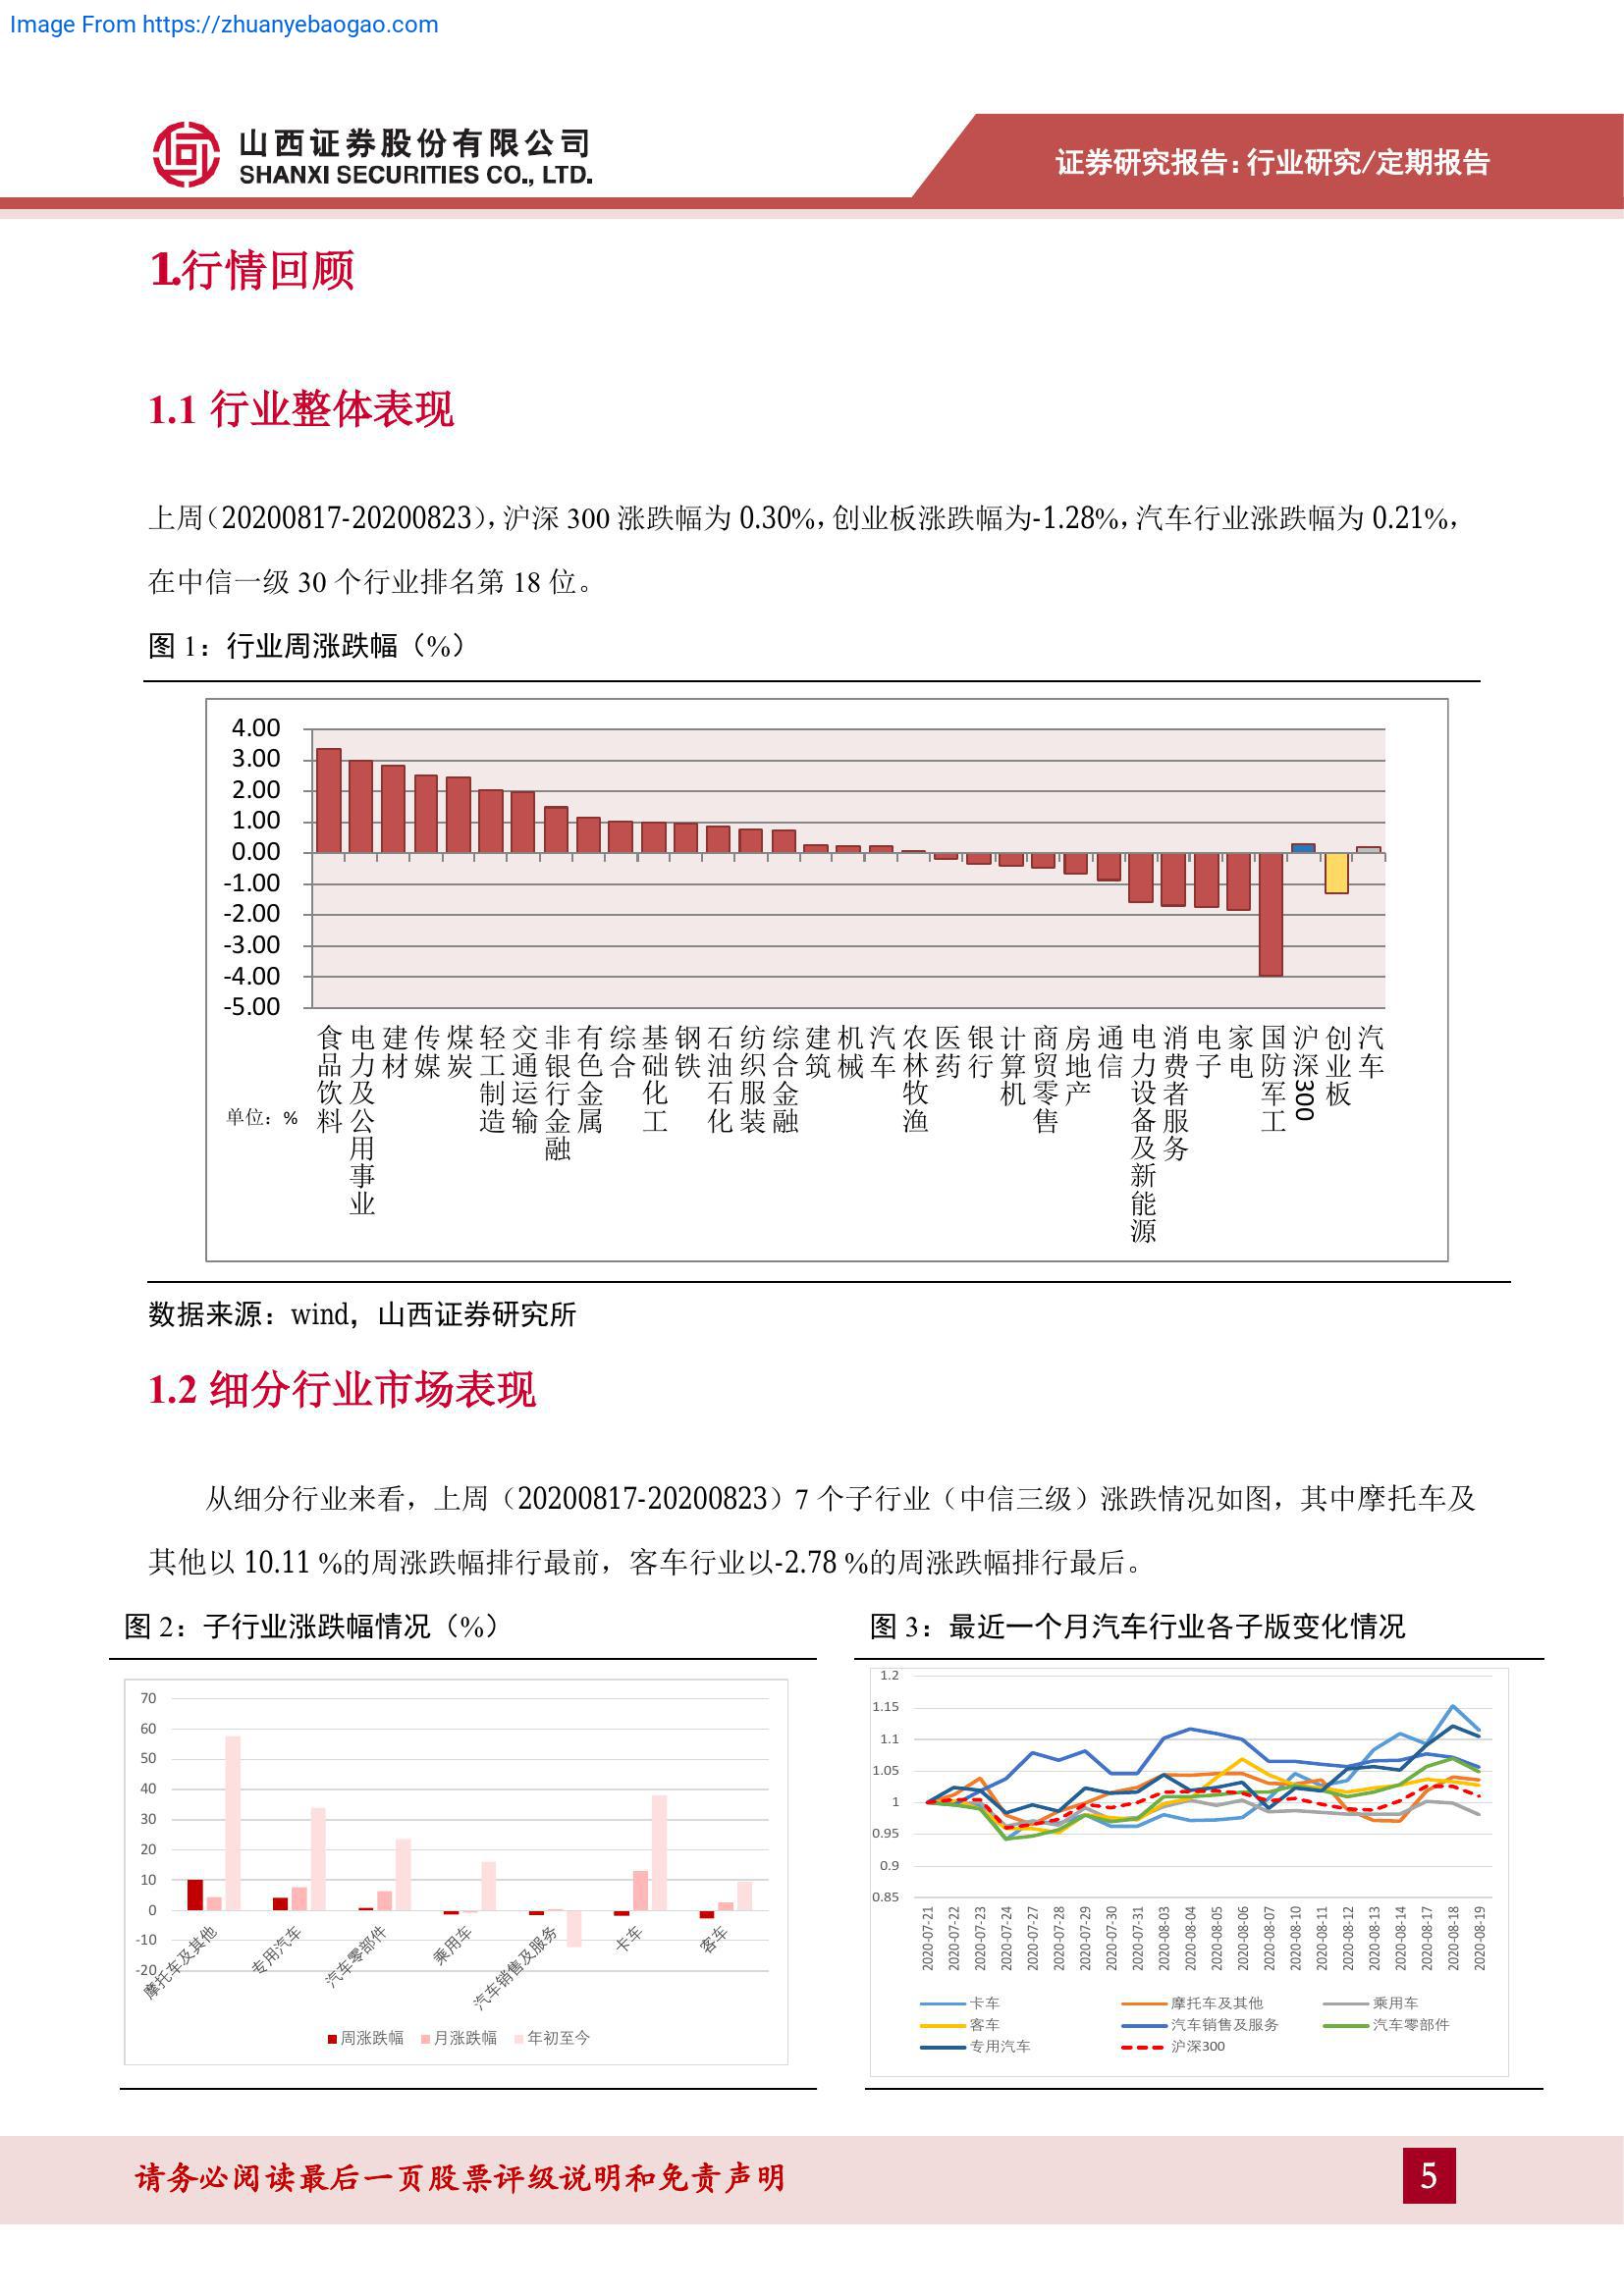 Image From https://zhuanyebaogao.com
山西证券股份有限公司
SHANXI SECURITIES CO., LTD.
证券研究报告:行业研究/定期报告
1.行情回顾
1.1 行业整体表现
上周（20200817-20200823），沪深 300 涨跌幅为 0.30%，创业板涨跌幅为-1.28%，汽车行业涨跌幅为 0.21%，
在中信一级 30 个行业排名第 18 位。
图 1：行业周涨跌幅（%）
4.00
3.00
2.00
1.00
0.00
-1.00
-2.00
-3.00
-4.00
-5.00
单位：%
食品饮料
电力及公用事业
建材
传媒
煤炭
轻工制造
交通运输
非银行金融
有色金属
综合
基础化工
钢铁
石油石化
纺织服装
综合金融
建筑
机械
汽车
农林牧渔
医药
银行
计算机
商贸零售
房地产
通信
电力设备及新能源
消费者服务
电子
家电
国防军工
沪深300
创业板
汽车
数据来源：wind，山西证券研究所
1.2 细分行业市场表现
从细分行业来看，上周（20200817-20200823）7 个子行业（中信三级）涨跌情况如图，其中摩托车及
其他以 10.11 %的周涨跌幅排行最前，客车行业以-2.78 %的周涨跌幅排行最后。
图 2：子行业涨跌幅情况（%）
70
60
50
40
30
20
10
0
-10
-20
摩托车及其他
专用汽车
汽车零部件
乘用车
汽车销售及服务
卡车
客车
周涨跌幅 月涨跌幅 年初至今
图 3：最近一个月汽车行业各子版变化情况
1.2
1.15
1.1
1.05
1
0.95
0.9
0.85
2020-07-21
2020-07-22
2020-07-23
2020-07-24
2020-07-27
2020-07-28
2020-07-29
2020-07-30
2020-07-31
2020-08-03
2020-08-04
2020-08-05
2020-08-06
2020-08-07
2020-08-10
2020-08-11
2020-08-12
2020-08-13
2020-08-14
2020-08-17
2020-08-18
2020-08-19
卡车 摩托车及其他 乘用车
客车 汽车销售及服务 汽车零部件
专用汽车 沪深300
请务必阅读最后一页股票评级说明和免责声明
5